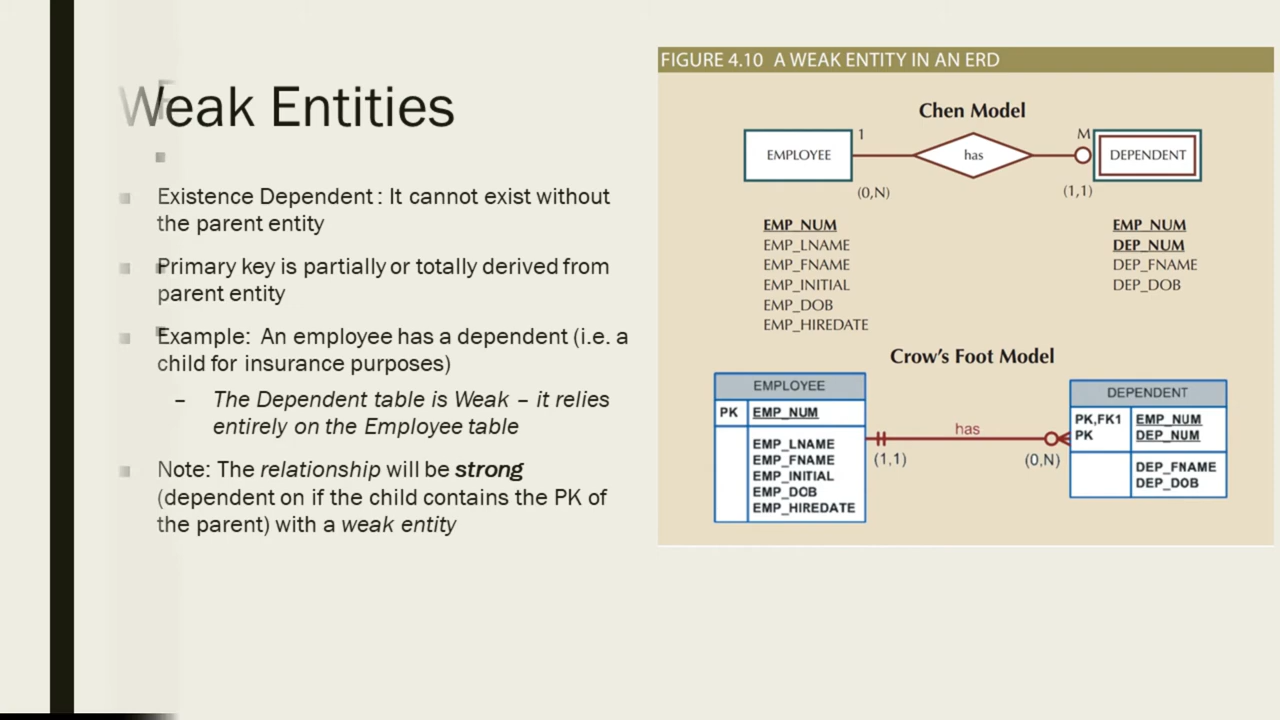 Weak Entities
Existence Dependent : It cannot exist without
the parent entity
Primary key is partially or totally derived from
parent entity
Example: An employee has a dependent (i.e. a
child for insurance purposes)
– The Dependent table is Weak – it relies
entirely on the Employee table
Note: The relationship will be strong
(dependent on if the child contains the PK of
the parent) with a weak entity
FIGURE 4.10 A WEAK ENTITY IN AN ERD
Chen Model
EMPLOYEE
1
has
M
DEPENDENT
(0,N)
(1,1)
EMP_NUM
EMP_LNAME
EMP_FNAME
EMP_INITIAL
EMP_DOB
EMP_HIREDATE
EMP_NUM
DEP_NUM
DEP_FNAME
DEP_DOB
Crow's Foot Model
EMPLOYEE
PK EMP_NUM
EMP_LNAME
EMP_FNAME
EMP_INITIAL
EMP_DOB
EMP_HIREDATE
has
(1,1)
(0,N)
DEPENDENT
PK,FK1 EMP_NUM
PK DEP_NUM
DEP_FNAME
DEP_DOB